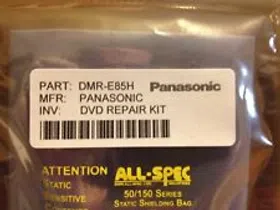 PART: DMR-E85H Panasonic
MFR: PANASONIC
INV: DVD REPAIR KIT
ATTENTION
STATIC
SENSITIVE
ALL-SPEC
50/150 SERIES
STATIC SHIELDING BAG